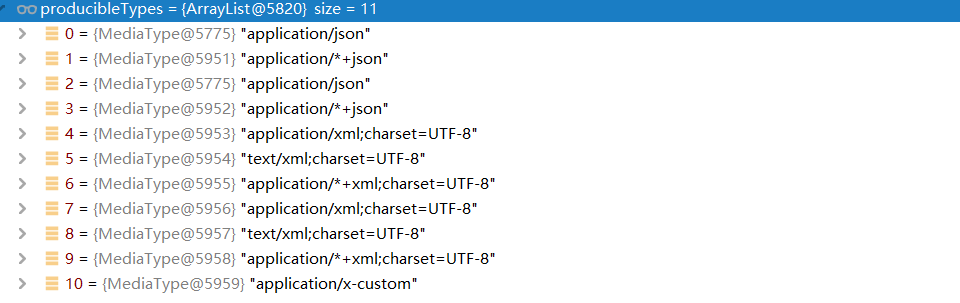 producibleTypes = {ArrayList@5820} size = 11
0 = {MediaType@5775} "application/json"
1 = {MediaType@5951} "application/*+json"
2 = {MediaType@5775} "application/json"
3 = {MediaType@5952} "application/*+json"
4 = {MediaType@5953} "application/xml;charset=UTF-8"
5 = {MediaType@5954} "text/xml;charset=UTF-8"
6 = {MediaType@5955} "application/*+xml;charset=UTF-8"
7 = {MediaType@5956} "application/xml;charset=UTF-8"
8 = {MediaType@5957} "text/xml;charset=UTF-8"
9 = {MediaType@5958} "application/*+xml;charset=UTF-8"
10 = {MediaType@5959} "application/x-custom"